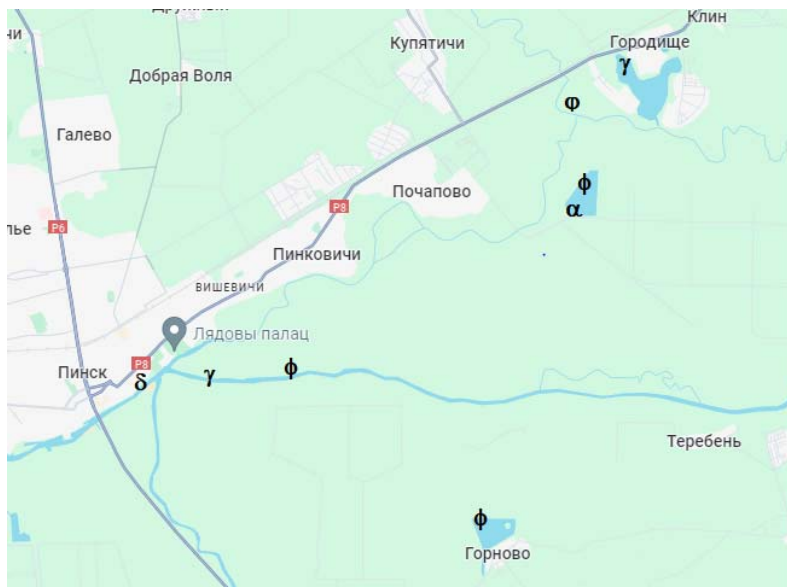 Клин
Городище
γ
Купятичи
Добрая Воля
φ
Галево
ϕ
Почапово
α
P8
P6
Пинковичи
ВИШЕВИЧИ
Лядовы палац
P8
Пинск
δ
γ
ϕ
Теребень
ϕ
Горново